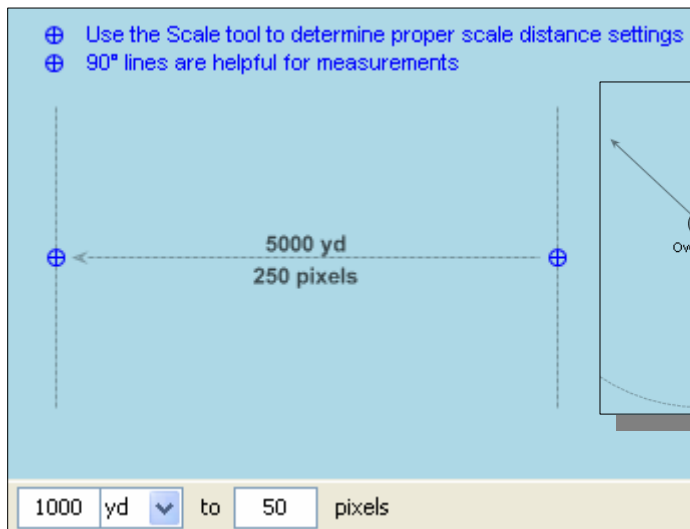 Use the Scale tool to determine proper scale distance settings
90° lines are helpful for measurements
5000 yd
250 pixels
1000 yd to 50 pixels